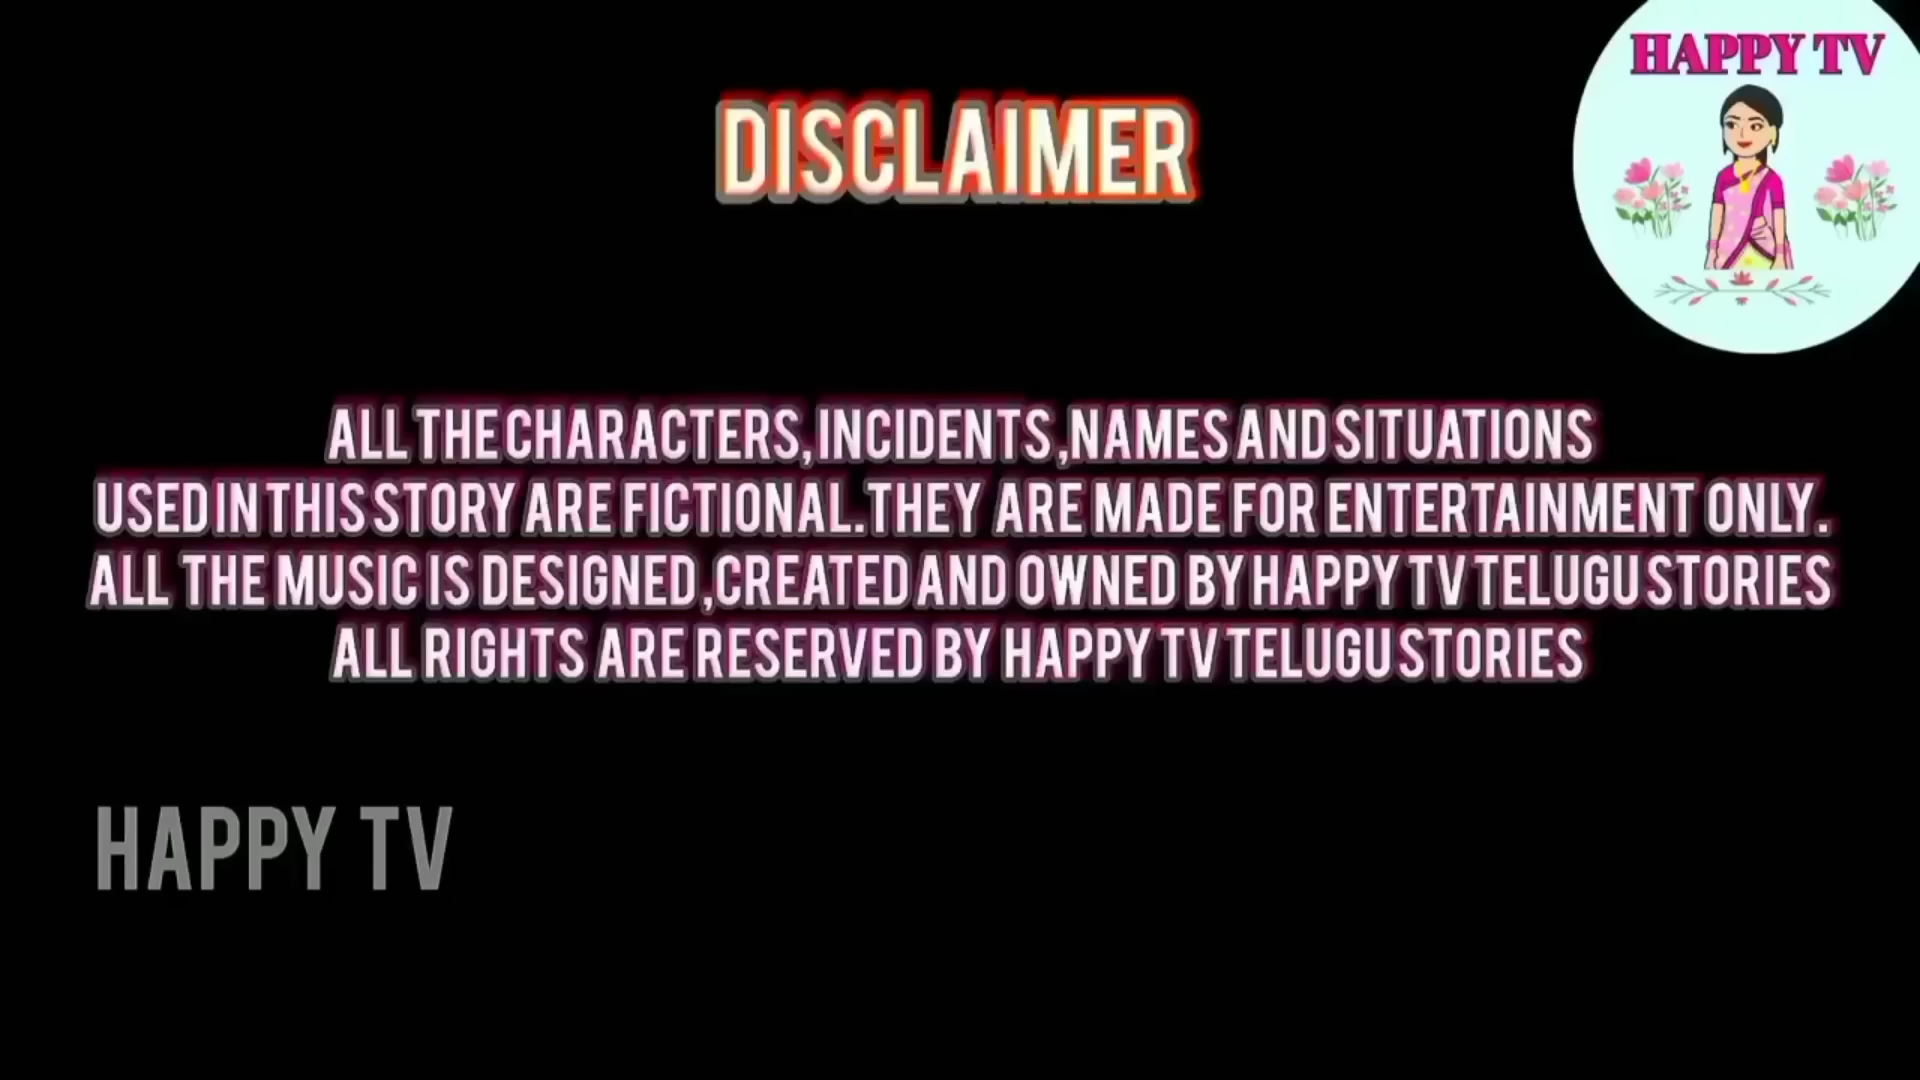 HAPPY TV
DISCLAIMER
ALL THE CHARACTERS, INCIDENTS ,NAMES AND SITUATIONS
USED IN THIS STORY ARE FICTIONAL. THEY ARE MADE FOR ENTERTAINMENT ONLY.
ALL THE MUSIC IS DESIGNED ,CREATED AND OWNED BY HAPPY TV TELUGU STORIES
ALL RIGHTS ARE RESERVED BY HAPPY TV TELUGU STORIES
HAPPY TV